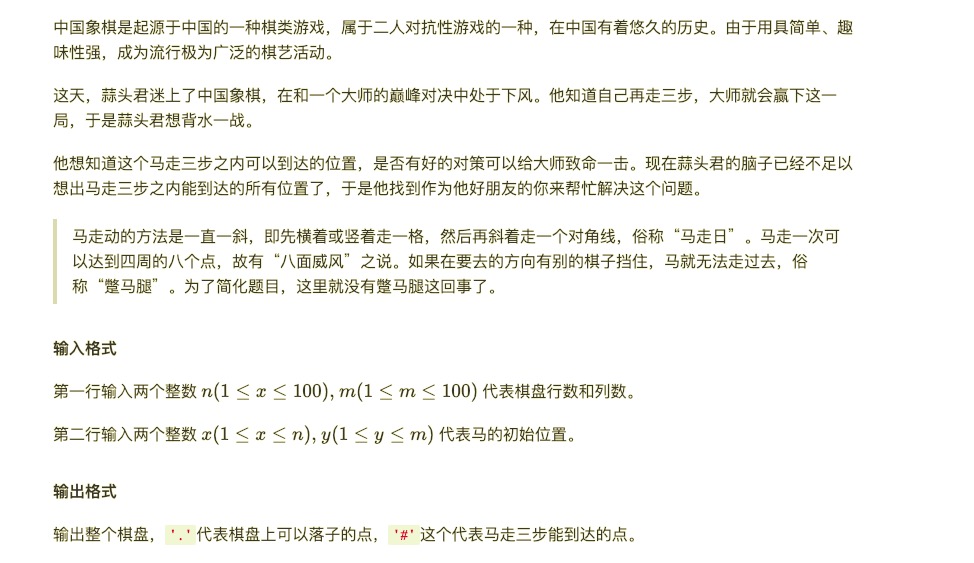 中国象棋是起源于中国的一种棋类游戏，属于二人对抗性游戏的一种，在中国有着悠久的历史。由于用具简单、趣
味性强，成为流行极为广泛的棋艺活动。
这天，蒜头君迷上了中国象棋，在和一个大师的巅峰对决中处于下风。他知道自己再走三步，大师就会赢下这一
局，于是蒜头君想背水一战。
他想知道这个马走三步之内可以到达的位置，是否有好的对策可以给大师致命一击。现在蒜头君的脑子已经不足以
想出马走三步之内能到达的所有位置了，于是他找到作为他好朋友的你来帮忙解决这个问题。
马走动的方法是一直一斜，即先横着或竖着走一格，然后再斜着走一个对角线，俗称“马走日”。马走一次可
以达到四周的八个点，故有“八面威风”之说。如果在要去的方向有别的棋子挡住，马就无法走过去，俗
称“蹩马腿”。为了简化题目，这里就没有蹩马腿这回事了。
输入格式
第一行输入两个整数 n(1 ≤ x ≤ 100), m(1 ≤ m ≤ 100) 代表棋盘行数和列数。
第二行输入两个整数 x(1 ≤ x ≤ n), y(1 ≤ y ≤ m) 代表马的初始位置。
输出格式
输出整个棋盘，'.'代表棋盘上可以落子的点，'#'这个代表马走三步能到达的点。